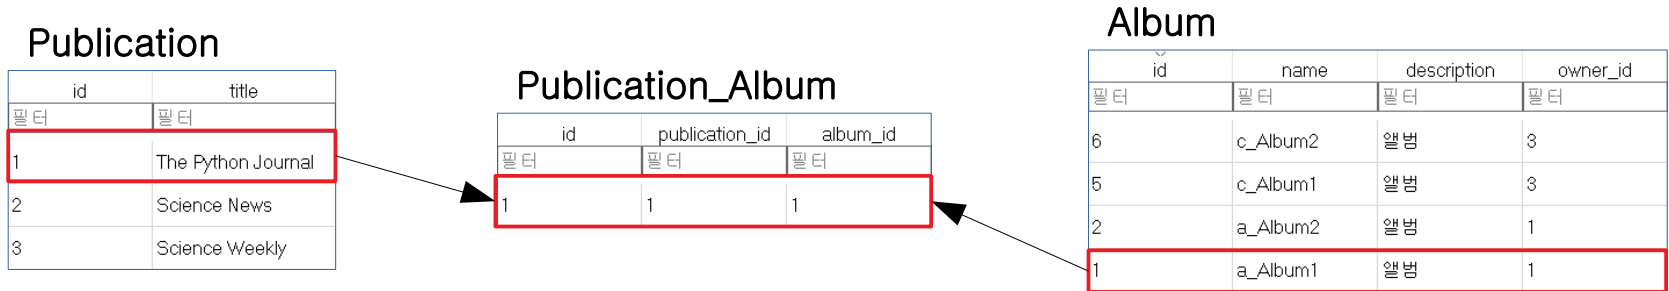 Publication
id title
필터 필터
1 The Python Journal
2 Science News
3 Science Weekly
Publication_Album
id publication_id album_id
필터 필터 필터
1 1 1
Album
id name description owner_id
필터 필터 필터 필터
6 c_Album2 앨범 3
5 c_Album1 앨범 3
2 a_Album2 앨범 1
1 a_Album1 앨범 1